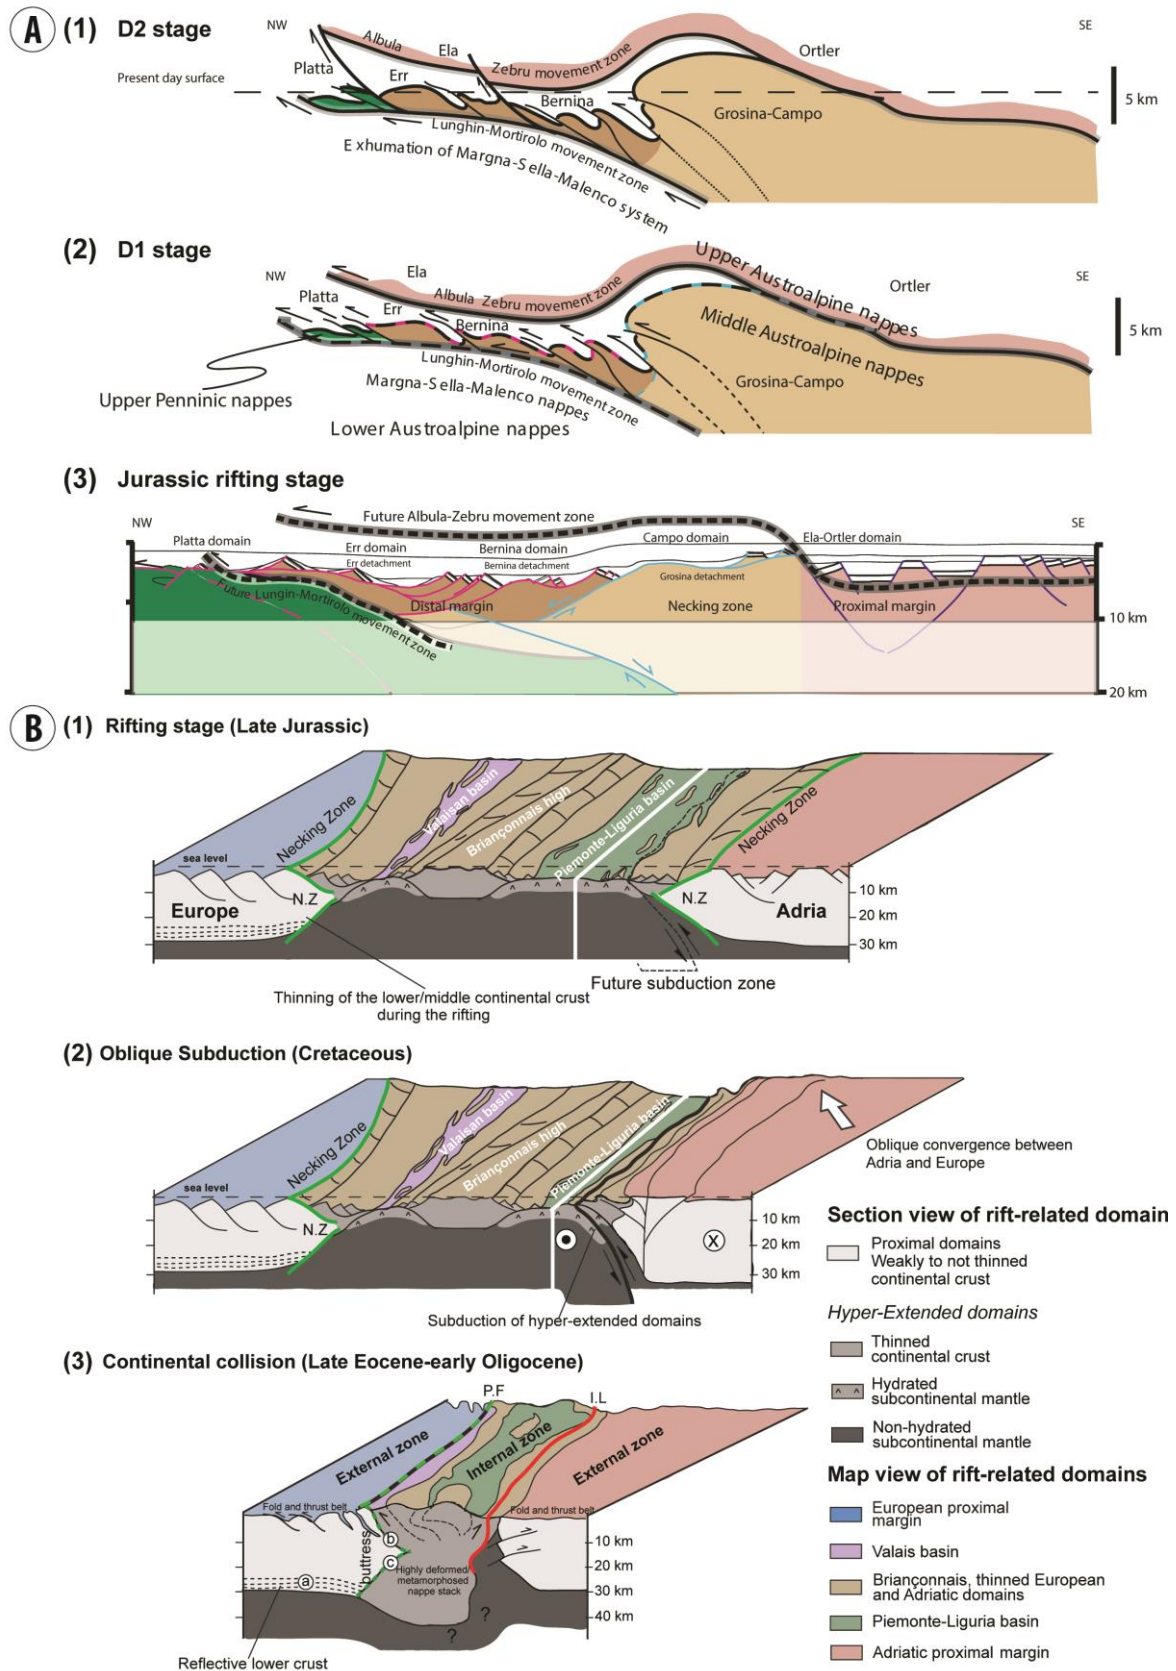 A
(1) D2 stage
NW
SE
Albula
Ela
Zebru movement zone
Ortler
Platta
Err
Present day surface
Bernina
Grosina-Campo
5 km
Lunghin-Mortirolo movement zone
Exhumation of Margna-Sella-Malenco system
(2) D1 stage
NW
SE
Ela
Upper Austroalpine nappes
Ortler
Albula Zebru movement zone
Platta
Err
Bernina
Middle Austroalpine nappes
5 km
Lunghin-Mortirolo movement zone
Grosina-Campo
Margna-Sella-Malenco nappes
Upper Penninic nappes
Lower Austroalpine nappes
(3) Jurassic rifting stage
NW
SE
Future Albula-Zebru movement zone
Platta domain
Err domain
Bernina domain
Campo domain
Ela-Ortler domain
Err detachment
Bernina detachment
Grosina detachment
Future Lungin-Mortirolo movement zone
Distal margin
Necking zone
Proximal margin
10 km
20 km
B
(1) Rifting stage (Late Jurassic)
Necking Zone
Valaisan basin
Briançonnais high
Piemonte-Liguria basin
Necking Zone
sea level
N.Z
N.Z
Europe
Adria
10 km
20 km
30 km
Future subduction zone
Thinning of the lower/middle continental crust
during the rifting
(2) Oblique Subduction (Cretaceous)
Necking Zone
Valaisan basin
Briançonnais high
Piemonte-Liguria basin
Oblique convergence between
Adria and Europe
sea level
N.Z
X
10 km
20 km
30 km
Subduction of hyper-extended domains
(3) Continental collision (Late Eocene-early Oligocene)
P.F
I.L
External zone
Internal zone
External zone
Fold and thrust belt
Fold and thrust belt
buttress
b
c
a
Highly deformed/
metamorphosed
nappe stack
10 km
20 km
30 km
40 km
?
?
Reflective lower crust
Section view of rift-related domain
Proximal domains
Weakly to not thinned
continental crust
Hyper-Extended domains
Thinned
continental crust
Hydrated
subcontinental mantle
Non-hydrated
subcontinental mantle
Map view of rift-related domains
European proximal
margin
Valais basin
Briançonnais, thinned European
and Adriatic domains
Piemonte-Liguria basin
Adriatic proximal margin